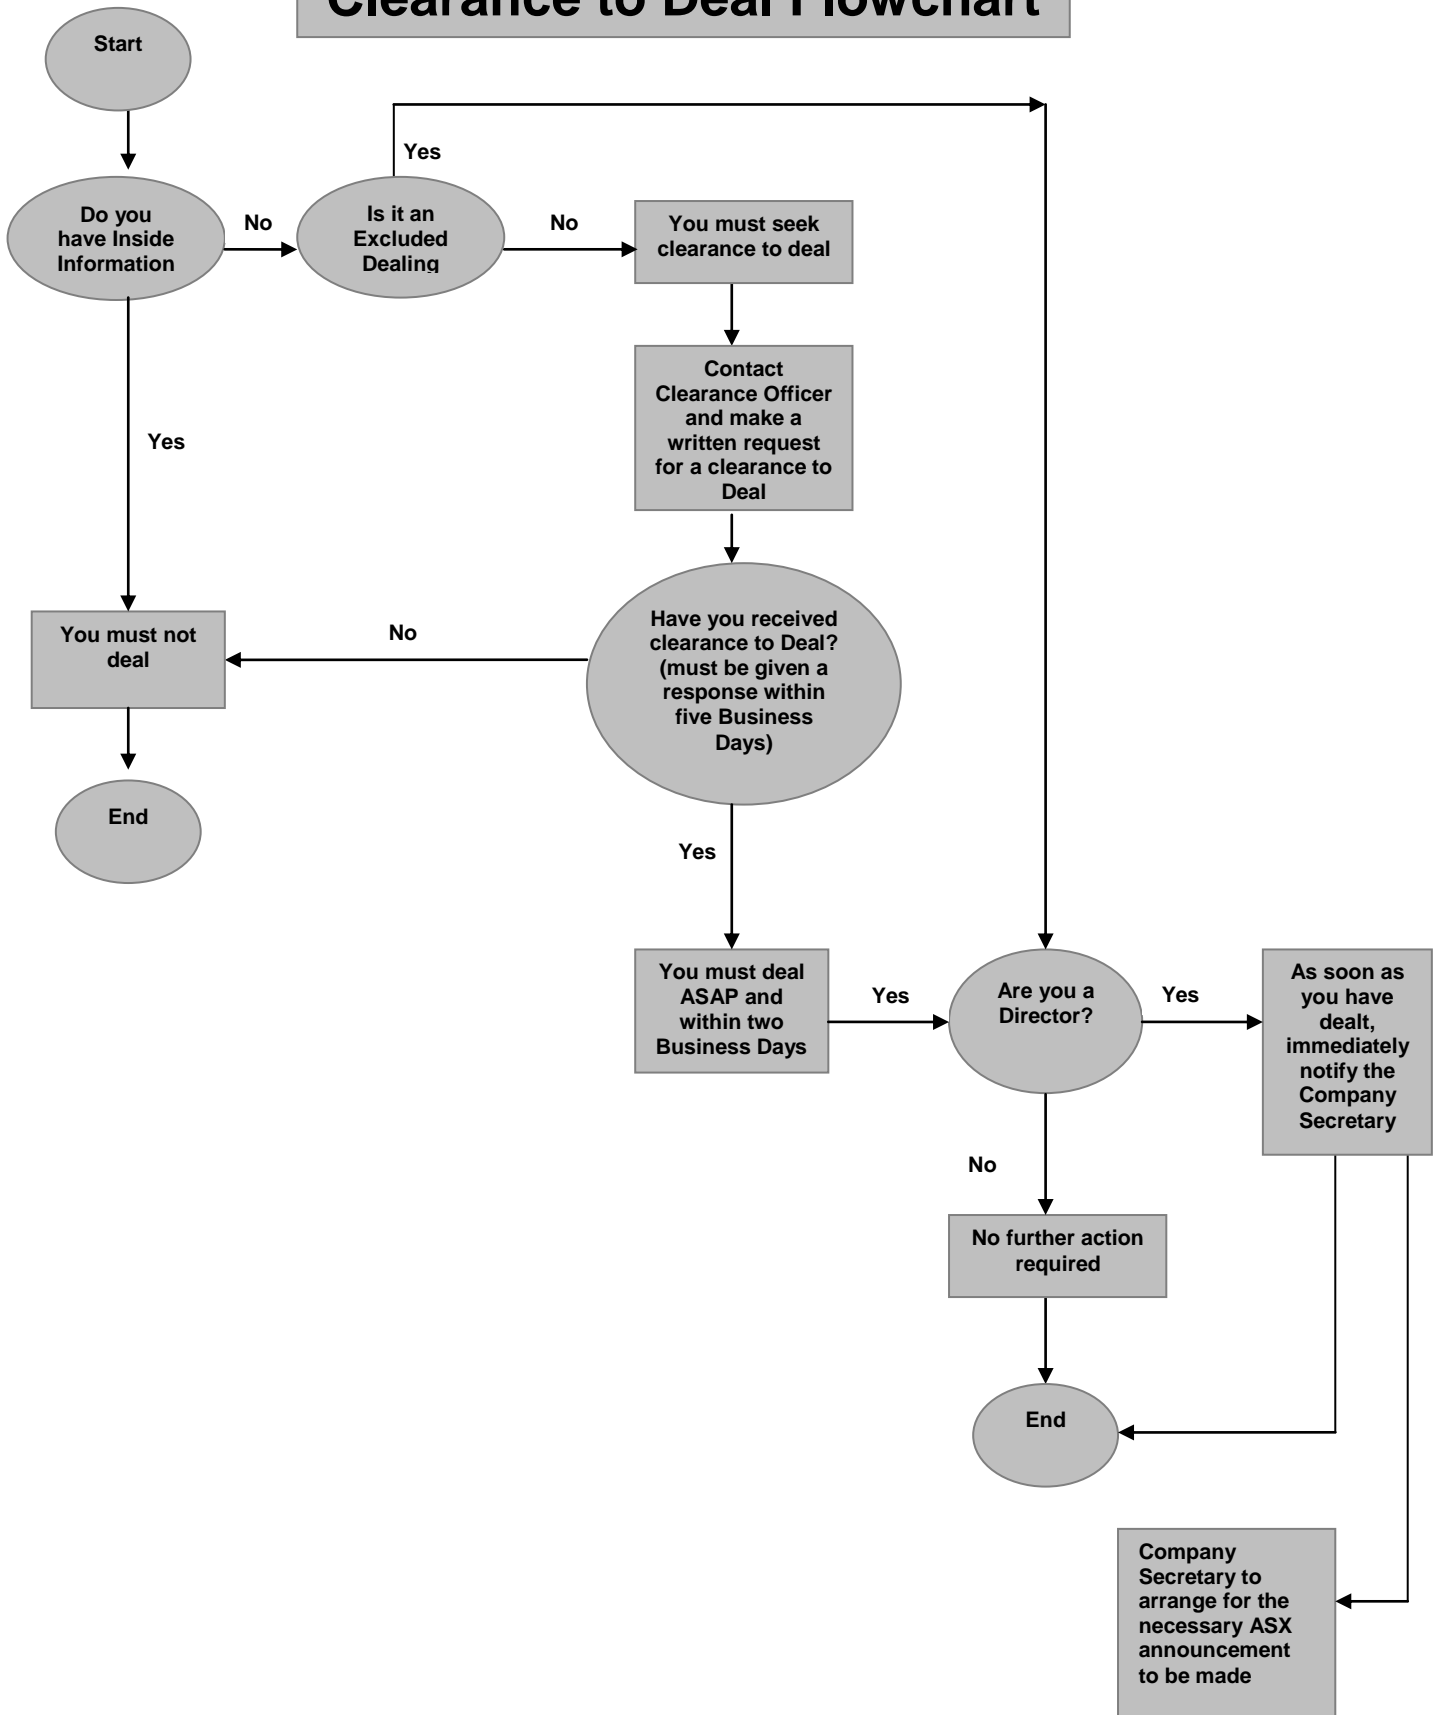 Clearance to Deal Flowchart
Start
Yes
Do you
have Inside
Information
No
Is it an
Excluded
Dealing
No
You must seek
clearance to deal
Contact
Clearance Officer
and make a
written request
for a clearance to
Deal
Yes
You must not
deal
No
Have you received
clearance to Deal?
(must be given a
response within
five Business
Days)
End
Yes
You must deal
ASAP and
within two
Business Days
Yes
Are you a
Director?
Yes
As soon as
you have
dealt,
immediately
notify the
Company
Secretary
No
No further action
required
End
Company
Secretary to
arrange for the
necessary ASX
announcement
to be made